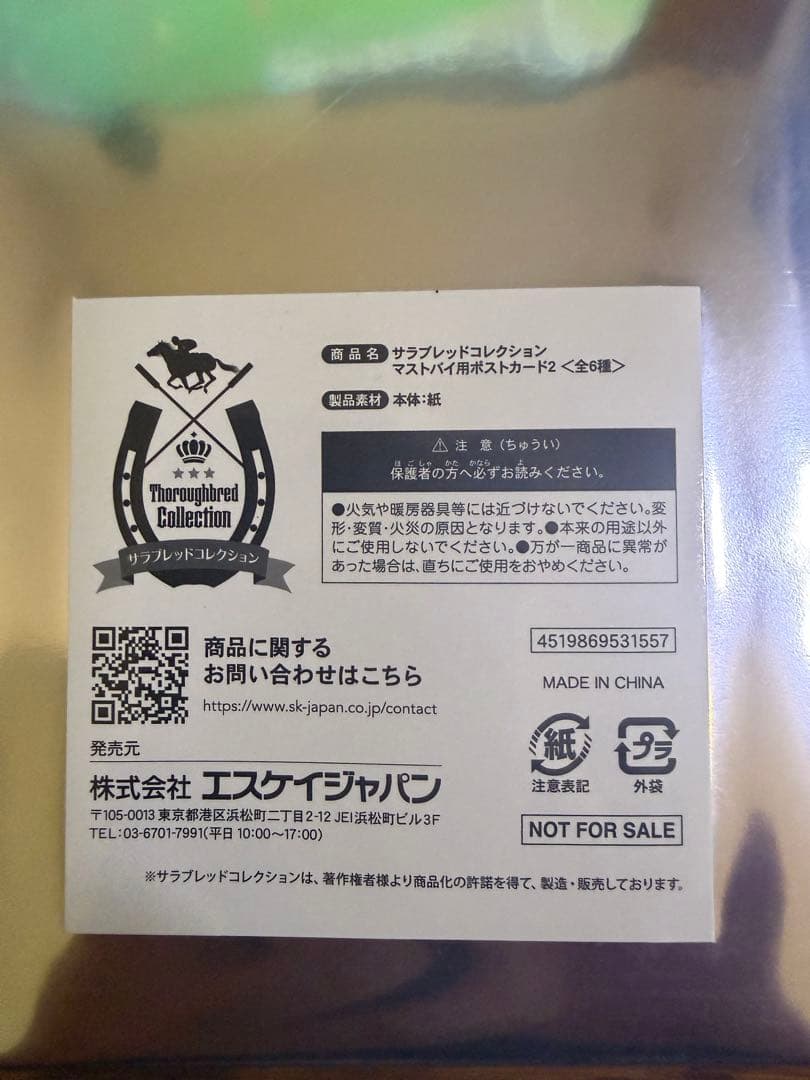 Thoroughbred
Collection
サラブレッドコレクション
商品名 サラブレッドコレクション
マストバイ用ポストカード2 <全6種>
製品素材 本体:紙
⚠ 注 意 (ちゅうい)
ほごしゃ かた かなら よ
保護者の方へ必ずお読みください。
●火気や暖房器具等には近づけないでください。変
形・変質・火災の原因となります。●本来の用途以外
にご使用しないでください。●万が一商品に異常が
あった場合は、直ちにご使用をおやめください。
商品に関する
お問い合わせはこちら
https://www.sk-japan.co.jp/contact
発売元
株式会社 エスケイジャパン
〒105-0013 東京都港区浜松町二丁目2-12 JEI浜松町ビル3F
TEL:03-6701-7991(平日 10:00〜17:00)
4519869531557
MADE IN CHINA
紙
注意表記
プラ
外袋
NOT FOR SALE
※サラブレッドコレクションは、著作権者様より商品化の許諾を得て、製造・販売しております。